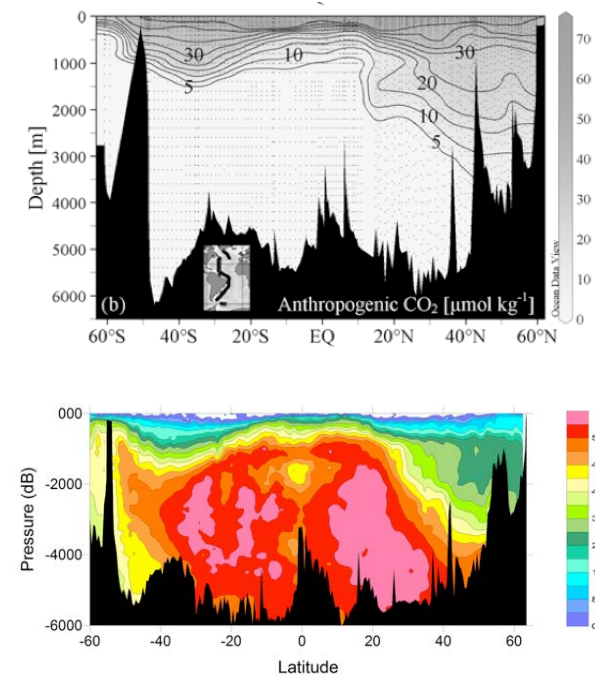 0
1000
2000
3000
4000
5000
6000
Depth [m]
30
10
5
30
20
10
5
(b)
Anthropogenic CO₂ [μmol kg⁻¹]
60°S
40°S
20°S
EQ
20°N
40°N
60°N
70
60
50
40
30
20
10
0
Ocean Data View
000
-2000
-4000
-6000
Pressure (dB)
-60
-40
-20
0
20
40
60
Latitude